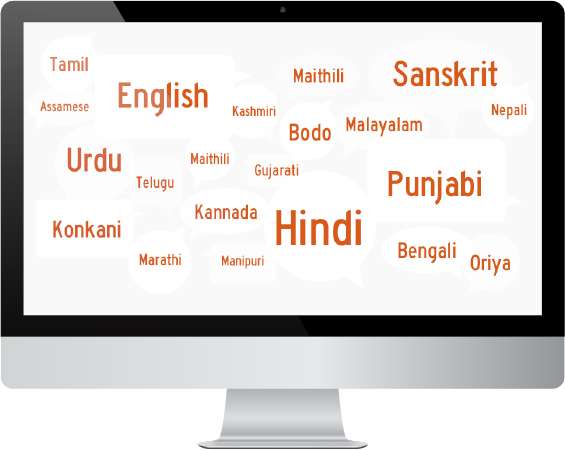 Tamil
Maithili
Sanskrit
English
Assamese
Kashmiri
Nepali
Bodo
Malayalam
Urdu
Maithili
Gujarati
Telugu
Punjabi
Kannada
Hindi
Konkani
Bengali
Marathi
Manipuri
Oriya